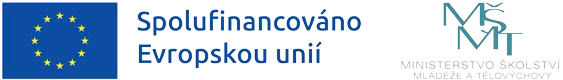 Spolufinancováno
Evropskou unií
MŠMT
MINISTERSTVO ŠKOLSTVÍ
MLÁDEŽE A TĚLOVÝCHOVY